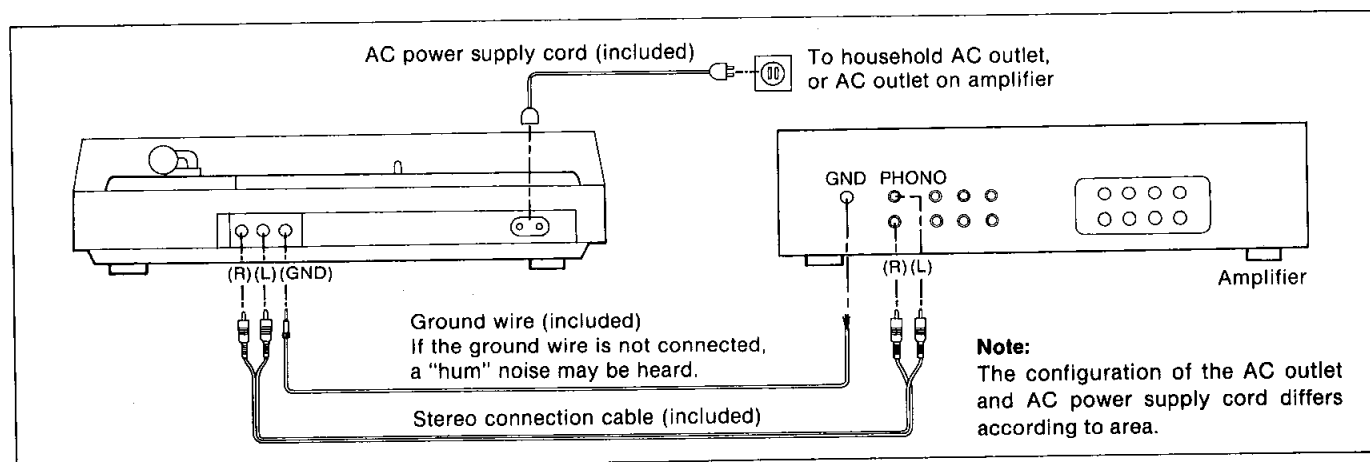 AC power supply cord (included)
To household AC outlet,
or AC outlet on amplifier
GND PHONO
(R) (L) (GND)
(R) (L)
Amplifier
Ground wire (included)
If the ground wire is not connected,
a "hum" noise may be heard.
Stereo connection cable (included)
Note:
The configuration of the AC outlet
and AC power supply cord differs
according to area.